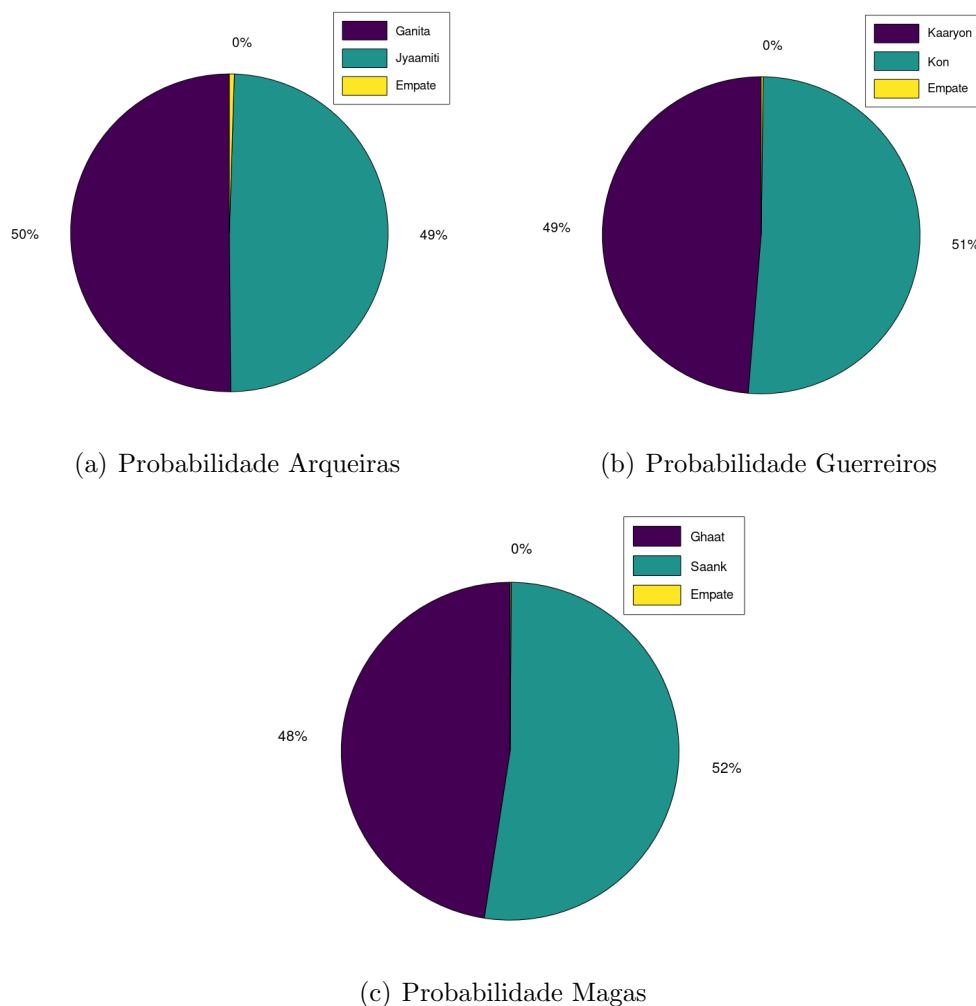 Ganita
Jyaamiti
Empate
0%
50%
49%
(a) Probabilidade Arqueiras
Kaaryon
Kon
Empate
0%
49%
51%
(b) Probabilidade Guerreiros
Ghaat
Saank
Empate
0%
48%
52%
(c) Probabilidade Magas